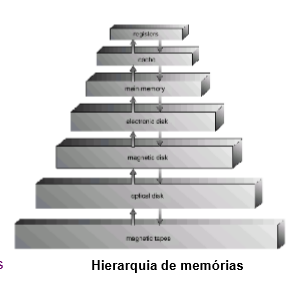 registers
cache
main memory
electronic disk
magnetic disk
optical disk
magnetic tapes
s
Hierarquia de memórias